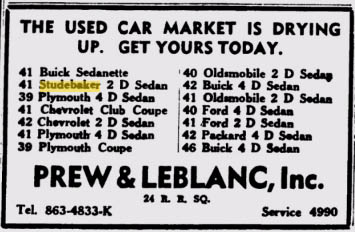 THE USED CAR MARKET IS DRYING
UP. GET YOURS TODAY.
41 Buick Sedanette
41 Studebaker 2 D Sedan
39 Plymouth 4 D Sedan
41 Chevrolet Club Coupe
42 Chevrolet 2 D Sedan
41 Plymouth 4 D Sedan
39 Plymouth Coupe
40 Oldsmobile 2 D Sedan
42 Buick 4 D Sedan
41 Oldsmobile 2 D Sedan
40 Ford 4 D Sedan
41 Ford 2 D Sedan
42 Packard 4 D Sedan
46 Buick 4 D Sedan
PREW & LEBLANC, Inc.
24 R. R. SQ.
Tel. 863-4833-K
Service 4990